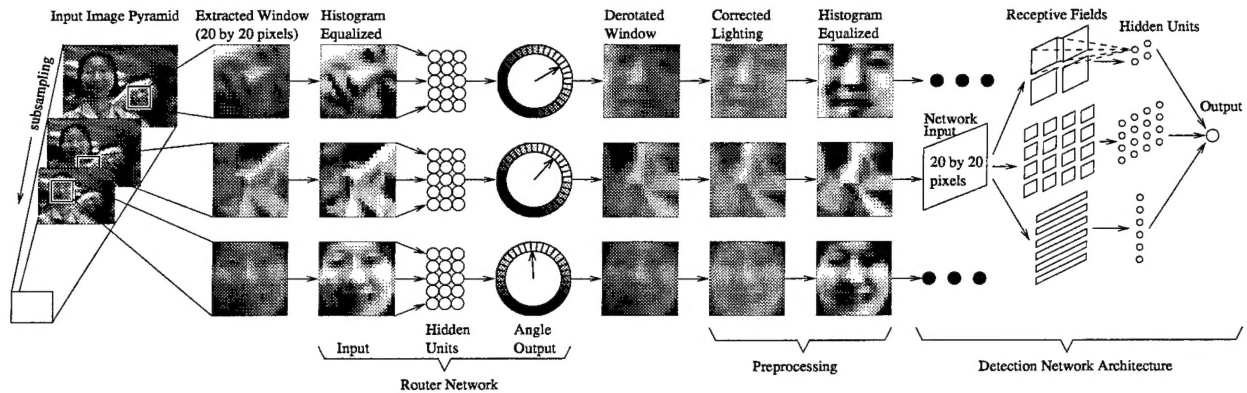 Input Image Pyramid
Extracted Window
(20 by 20 pixels)
Histogram
Equalized
Derotated
Window
Corrected
Lighting
Histogram
Equalized
Receptive Fields
Hidden Units
subsampling
Network
Input
20 by 20
pixels
Output
Input
Hidden
Units
Angle
Output
Router Network
Preprocessing
Detection Network Architecture